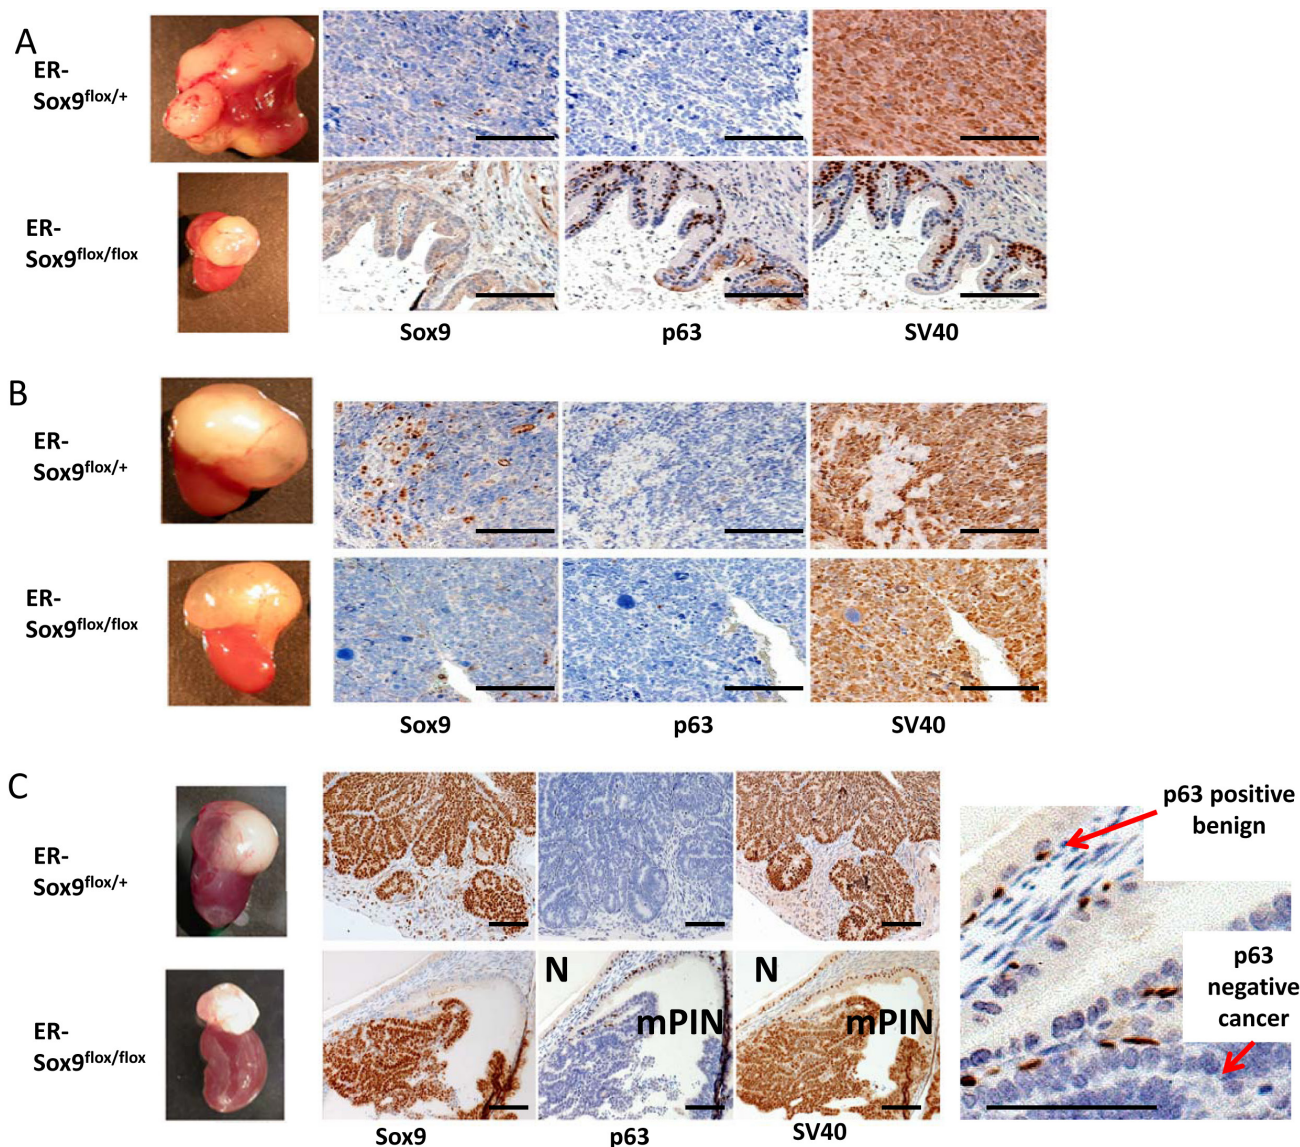 A
ER-
Sox9flox/+
ER-
Sox9flox/flox
Sox9 p63 SV40
B
ER-
Sox9flox/+
ER-
Sox9flox/flox
Sox9 p63 SV40
C
ER-
Sox9flox/+
p63 positive
benign
N N
mPIN mPIN
p63
negative
cancer
ER-
Sox9flox/flox
Sox9 p63 SV40